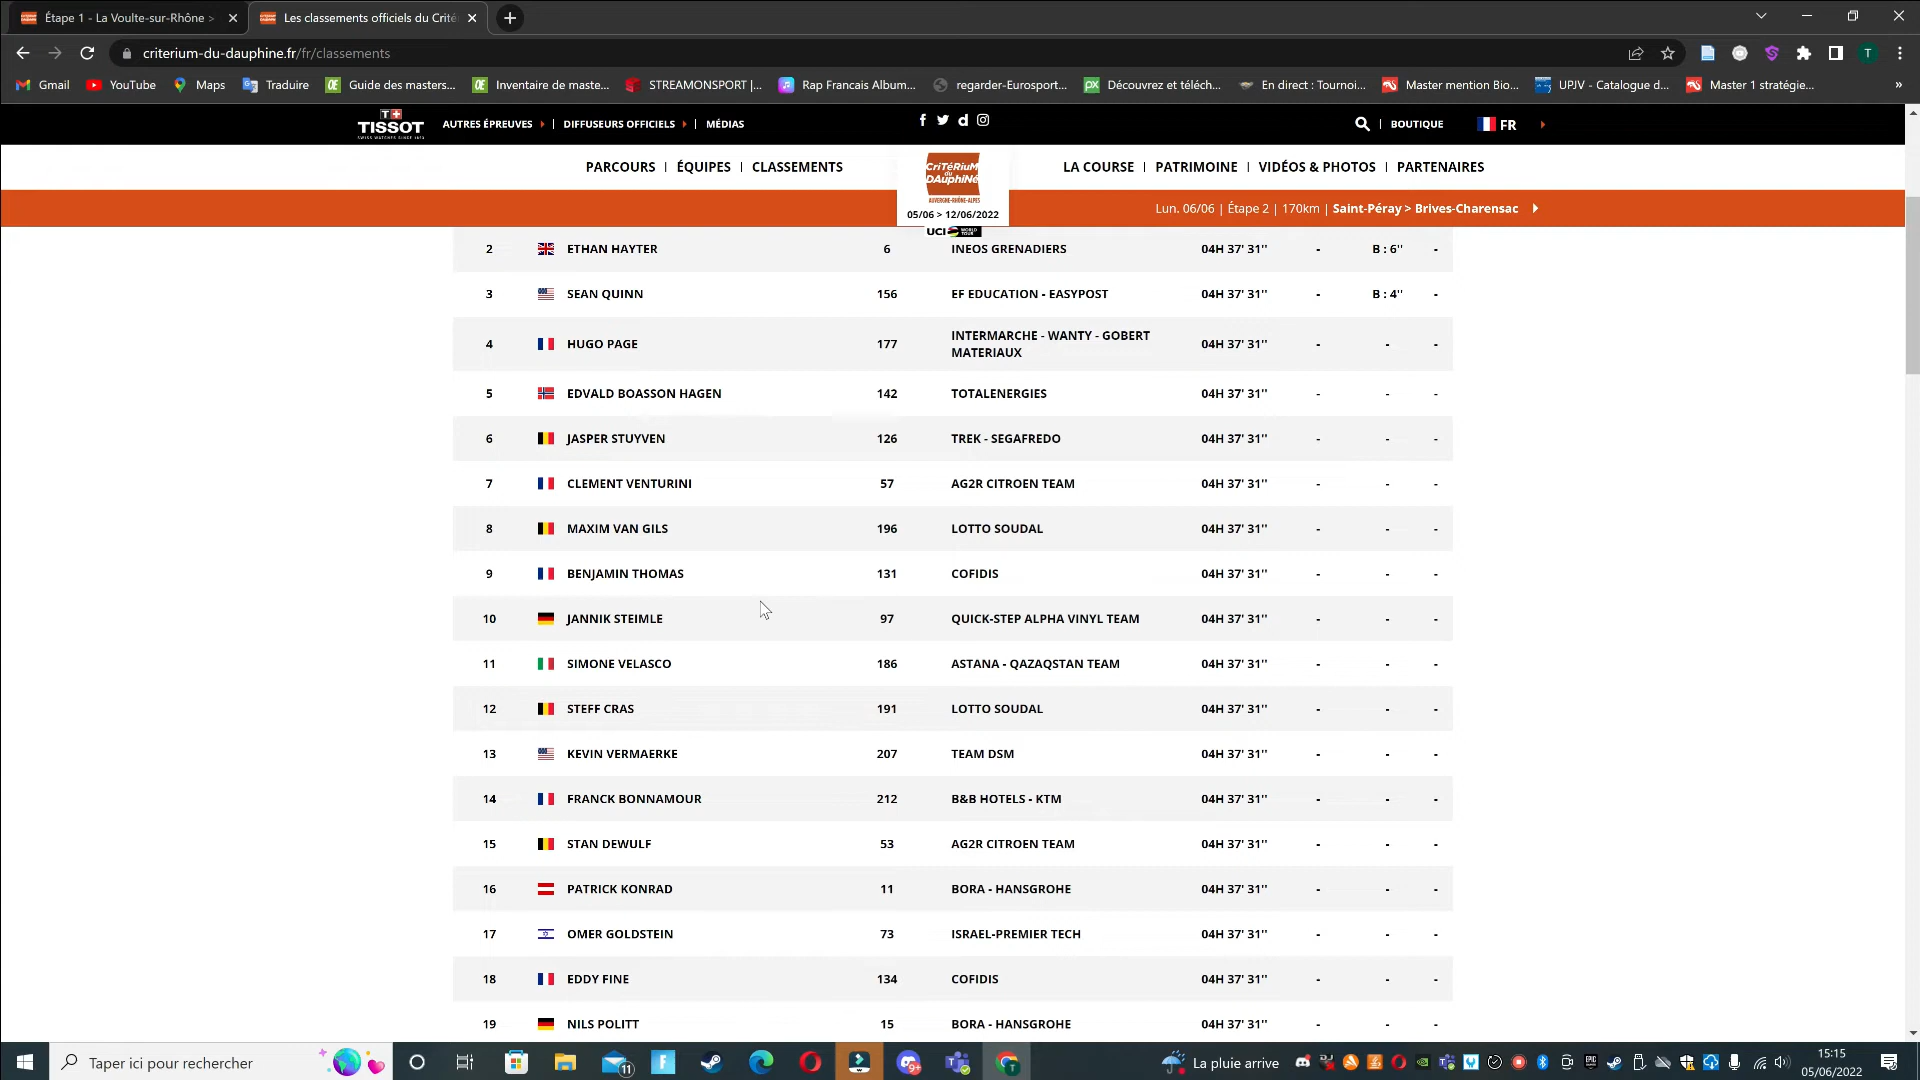 Étape 1 - La Voulte-sur-Rhône >
Les classements officiels du Crité
criterium-du-dauphine.fr/fr/classements
Gmail
YouTube
Maps
Traduire
Guide des masters...
Inventaire de maste...
STREAMONSPORT |...
Rap Francais Album...
regarder-Eurosport...
Découvrez et téléch...
En direct : Tournoi...
Master mention Bio...
UPJV - Catalogue d...
Master 1 stratégie...
»
TISSOT
AUTRES ÉPREUVES | DIFFUSEURS OFFICIELS | MÉDIAS
BOUTIQUE
FR
PARCOURS | ÉQUIPES | CLASSEMENTS
CRITéRiuM
du
DAuphiNé
AUVERGNE-RHÔNE-ALPES
05/06 > 12/06/2022
UCI WORLD TOUR
LA COURSE | PATRIMOINE | VIDÉOS & PHOTOS | PARTENAIRES
Lun. 06/06 | Étape 2 | 170km | Saint-Péray > Brives-Charensac
2 ETHAN HAYTER 6 INEOS GRENADIERS 04H 37' 31'' - B : 6'' -
3 SEAN QUINN 156 EF EDUCATION - EASYPOST 04H 37' 31'' - B : 4'' -
4 HUGO PAGE 177 INTERMARCHE - WANTY - GOBERT MATERIAUX 04H 37' 31'' - - -
5 EDVALD BOASSON HAGEN 142 TOTALENERGIES 04H 37' 31'' - - -
6 JASPER STUYVEN 126 TREK - SEGAFREDO 04H 37' 31'' - - -
7 CLEMENT VENTURINI 57 AG2R CITROEN TEAM 04H 37' 31'' - - -
8 MAXIM VAN GILS 196 LOTTO SOUDAL 04H 37' 31'' - - -
9 BENJAMIN THOMAS 131 COFIDIS 04H 37' 31'' - - -
10 JANNIK STEIMLE 97 QUICK-STEP ALPHA VINYL TEAM 04H 37' 31'' - - -
11 SIMONE VELASCO 186 ASTANA - QAZAQSTAN TEAM 04H 37' 31'' - - -
12 STEFF CRAS 191 LOTTO SOUDAL 04H 37' 31'' - - -
13 KEVIN VERMAERKE 207 TEAM DSM 04H 37' 31'' - - -
14 FRANCK BONNAMOUR 212 B&B HOTELS - KTM 04H 37' 31'' - - -
15 STAN DEWULF 53 AG2R CITROEN TEAM 04H 37' 31'' - - -
16 PATRICK KONRAD 11 BORA - HANSGROHE 04H 37' 31'' - - -
17 OMER GOLDSTEIN 73 ISRAEL-PREMIER TECH 04H 37' 31'' - - -
18 EDDY FINE 134 COFIDIS 04H 37' 31'' - - -
19 NILS POLITT 15 BORA - HANSGROHE 04H 37' 31'' - - -
Taper ici pour rechercher
11
9+
La pluie arrive
15:15
05/06/2022